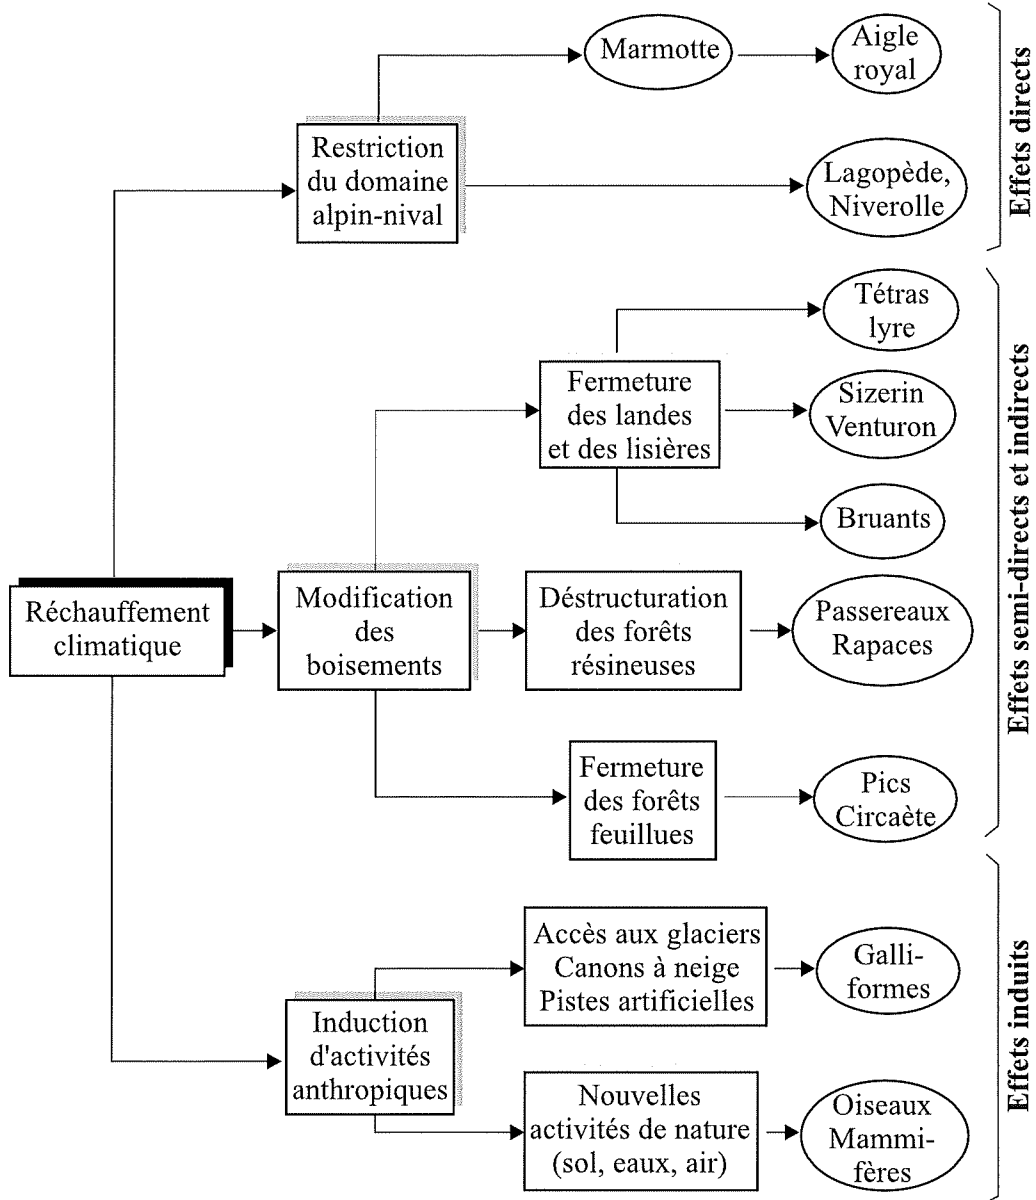 Marmotte
Aigle
royal
Restriction
du domaine
alpin-nival
Lagopède,
Niverolle
Effets directs
Tétras
lyre
Fermeture
des landes
et des lisières
Sizerin
Venturon
Bruants
Réchauffement
climatique
Modification
des
boisements
Déstructuration
des forêts
résineuses
Passereaux
Rapaces
Fermeture
des forêts
feuillues
Pics
Circaète
Effets semi-directs et indirects
Accès aux glaciers
Canons à neige
Pistes artificielles
Galli-
formes
Induction
d'activités
anthropiques
Nouvelles
activités de nature
(sol, eaux, air)
Oiseaux
Mammi-
fères
Effets induits